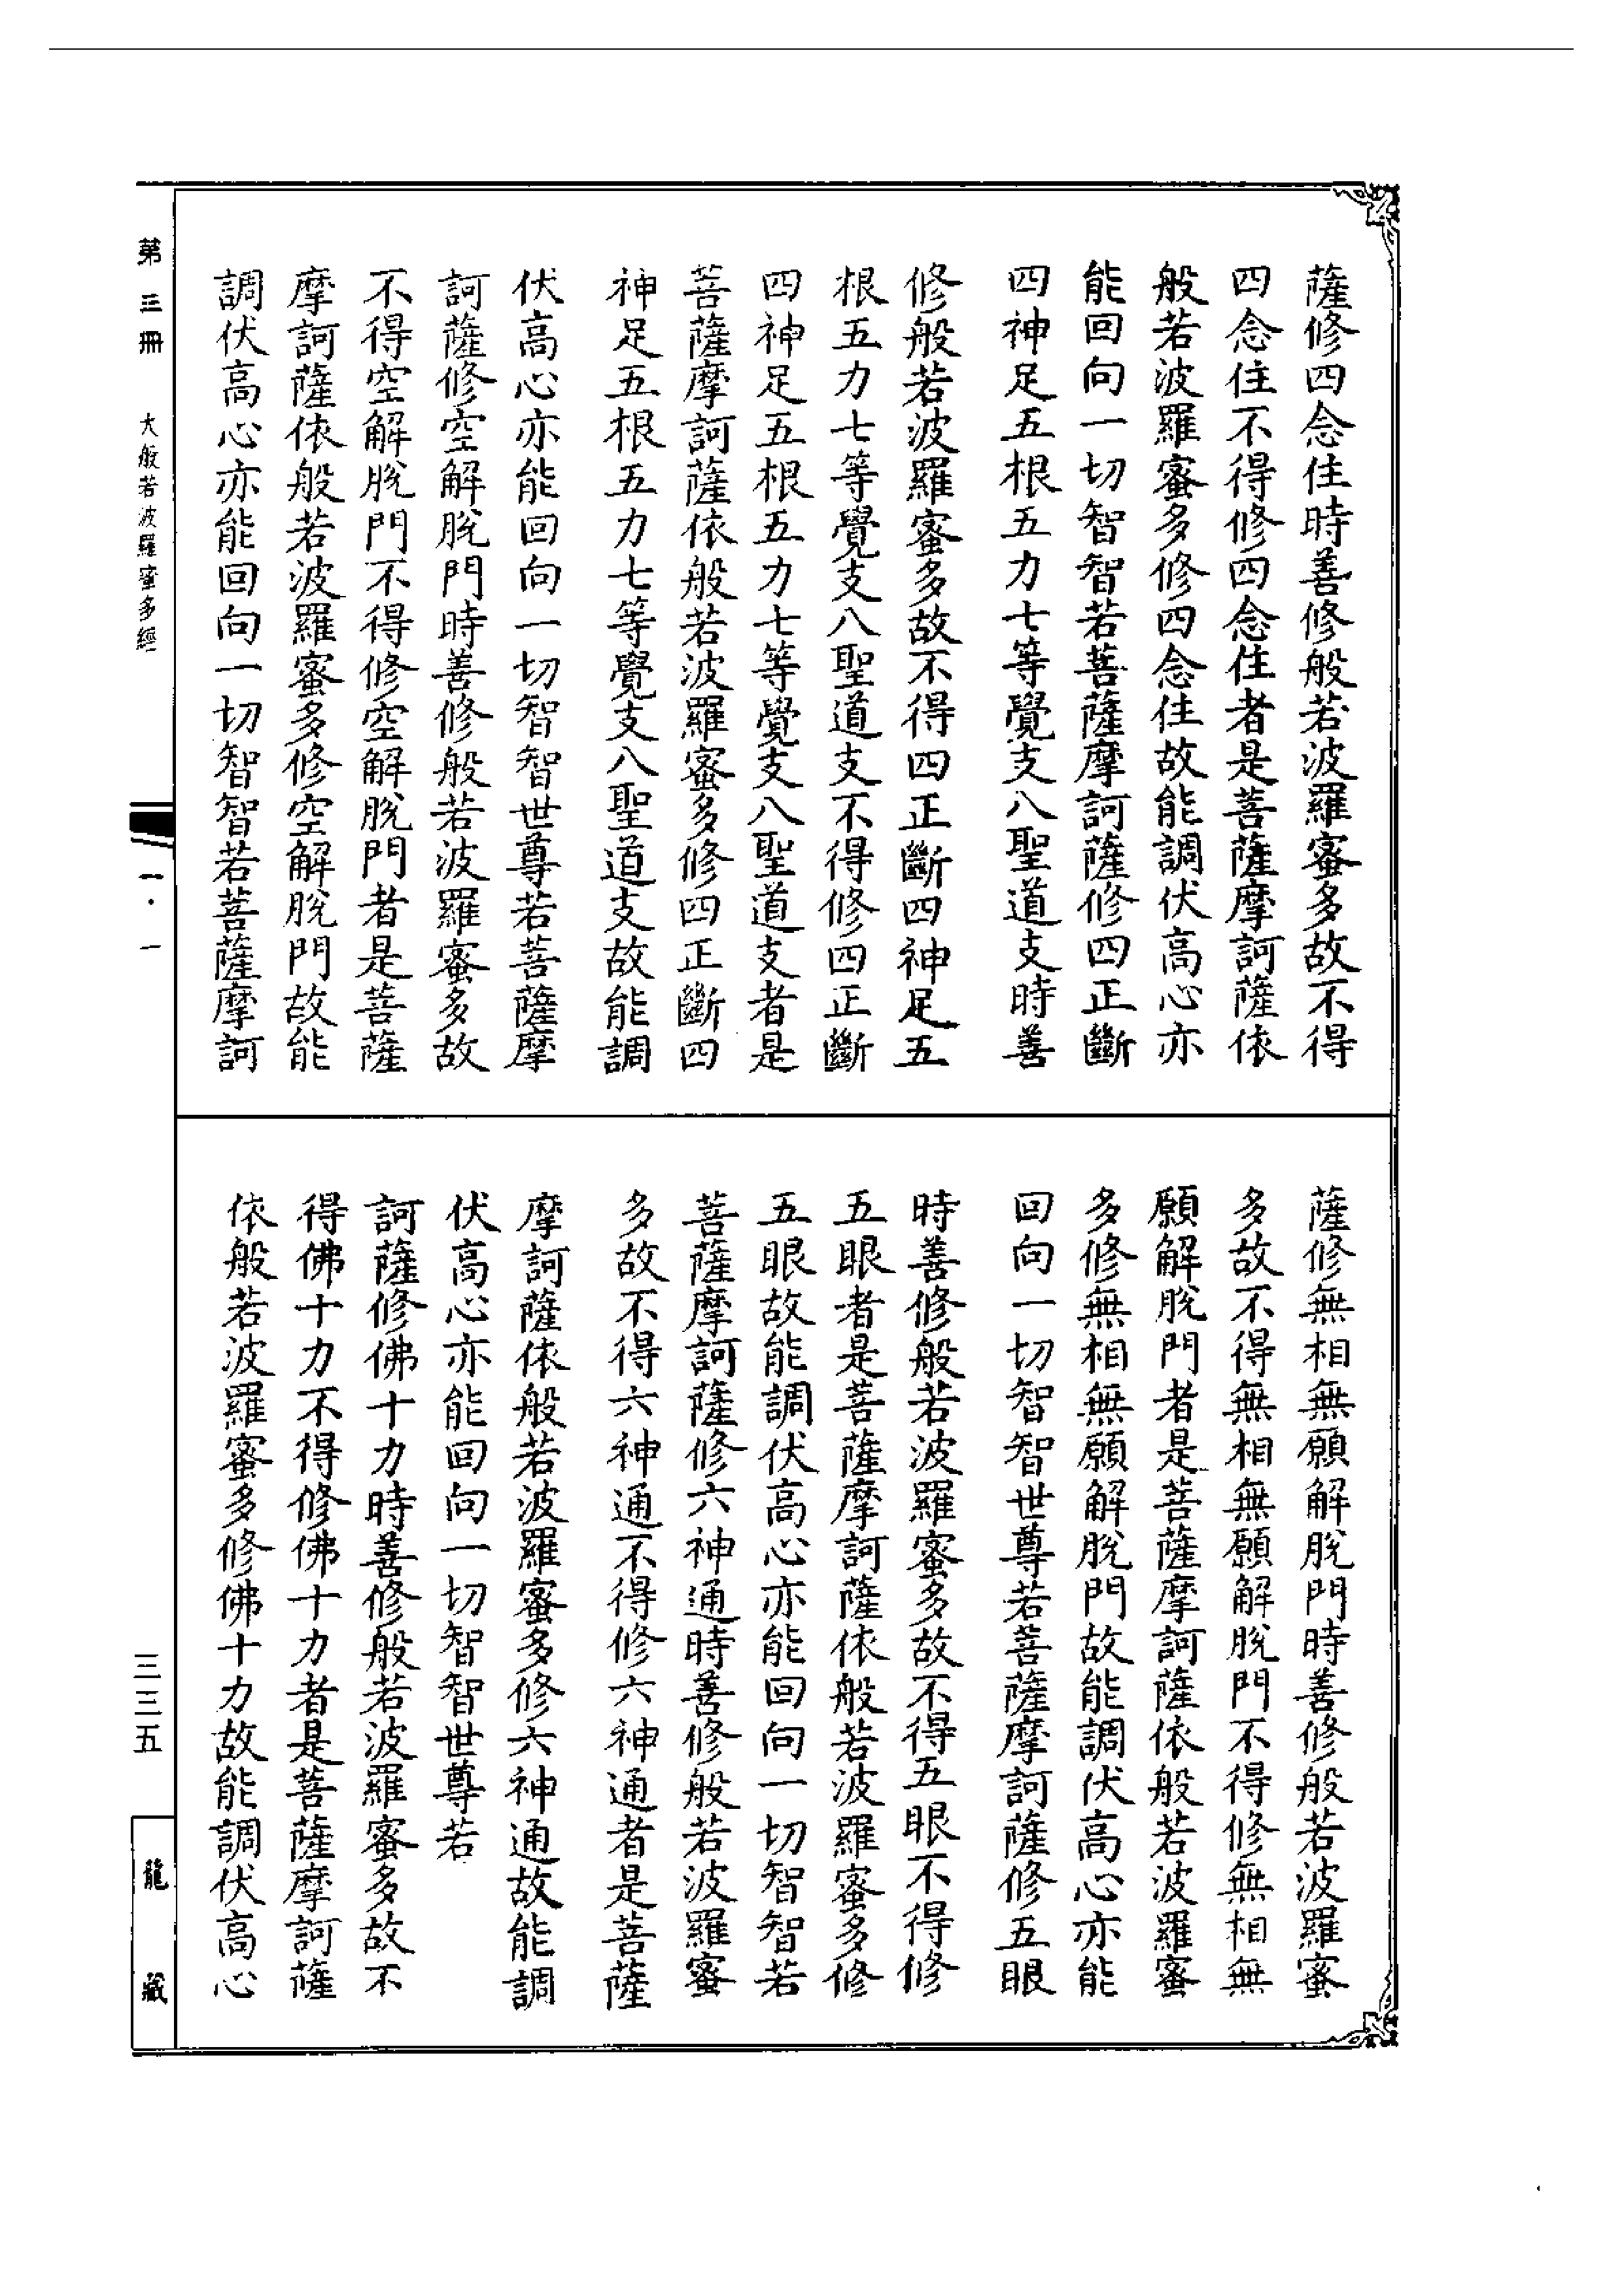 薩修四念住時善修般若波羅蜜多故不得
四念住不得修四念住者是菩薩摩訶薩依
般若波羅蜜多修四念住故能調伏高心亦
能回向一切智智若菩薩摩訶薩修四正斷
四神足五根五力七等覺支八聖道支時善
修般若波羅蜜多故不得四正斷四神足五
根五力七等覺支八聖道支不得修四正斷
四神足五根五力七等覺支八聖道支者是
菩薩摩訶薩依般若波羅蜜多修四正斷四
神足五根五力七等覺支八聖道支故能調
伏高心亦能回向一切智智世尊若菩薩摩
訶薩修空解脫門時善修般若波羅蜜多故
不得空解脫門不得修空解脫門者是菩薩
摩訶薩依般若波羅蜜多修空解脫門故能
調伏高心亦能回向一切智智若菩薩摩訶
薩修無相無願解脫門時善修般若波羅蜜
多故不得無相無願解脫門不得修無相無
願解脫門者是菩薩摩訶薩依般若波羅蜜
多修無相無願解脫門故能調伏高心亦能
回向一切智智世尊若菩薩摩訶薩修五眼
時善修般若波羅蜜多故不得五眼不得修
五眼者是菩薩摩訶薩依般若波羅蜜多修
五眼故能調伏高心亦能回向一切智智若
菩薩摩訶薩修六神通時善修般若波羅蜜
多故不得六神通不得修六神通者是菩薩
摩訶薩依般若波羅蜜多修六神通故能調
伏高心亦能回向一切智智世尊若
訶薩修佛十力時善修般若波羅蜜多故不
得佛十力不得修佛十力者是菩薩摩訶薩
依般若波羅蜜多修佛十力故能調伏高心
第三冊 大般若波羅蜜多經 一·一 三三五 龍藏